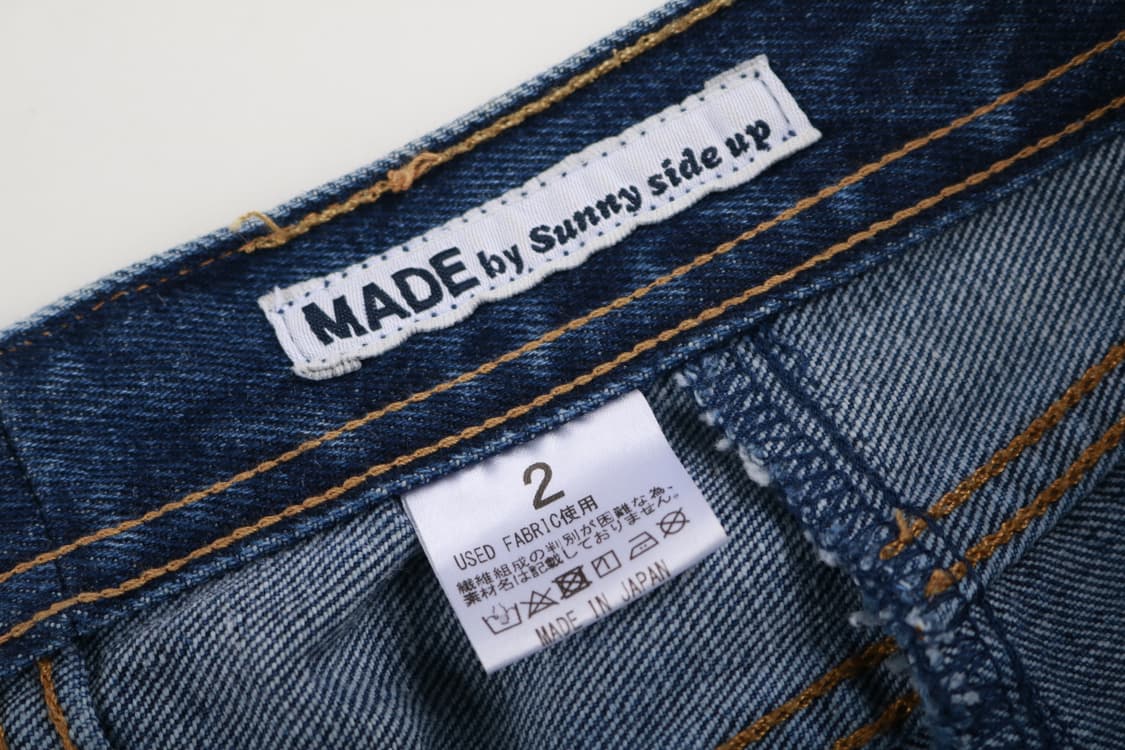 MADE by Sunny side up
2
USED FABRIC使用
繊維組成の判別が困難な為、
素材名は記載しておりません。
MADE IN JAPAN